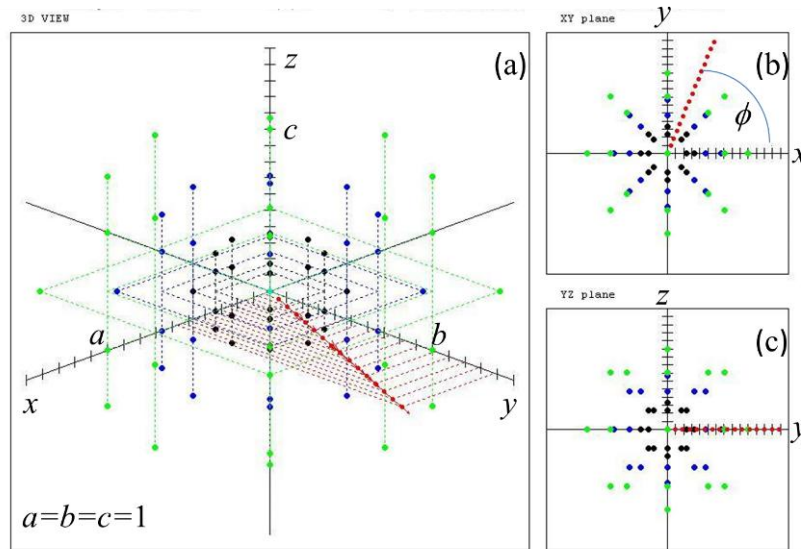 3D VIEW
(a)
z
c
a
b
x
y
a=b=c=1
XY plane
y
(b)
ϕ
x
YZ plane
z
(c)
y